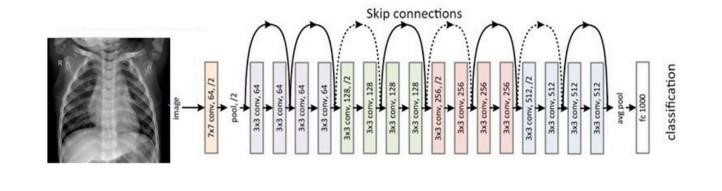 Skip connections
R
image
7x7 conv, 64, /2
pool, /2
3x3 conv, 64
3x3 conv, 64
3x3 conv, 64
3x3 conv, 64
3x3 conv, 128, /2
3x3 conv, 128
3x3 conv, 128
3x3 conv, 128
3x3 conv, 256, /2
3x3 conv, 256
3x3 conv, 256
3x3 conv, 256
3x3 conv, 512, /2
3x3 conv, 512
3x3 conv, 512
3x3 conv, 512
avg pool
fc 1000
classification